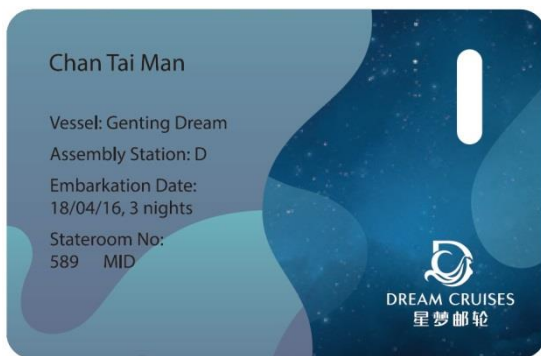 Chan Tai Man
Vessel: Genting Dream
Assembly Station: D
Embarkation Date:
18/04/16, 3 nights
Stateroom No:
589 MID
DREAM CRUISES
星梦邮轮